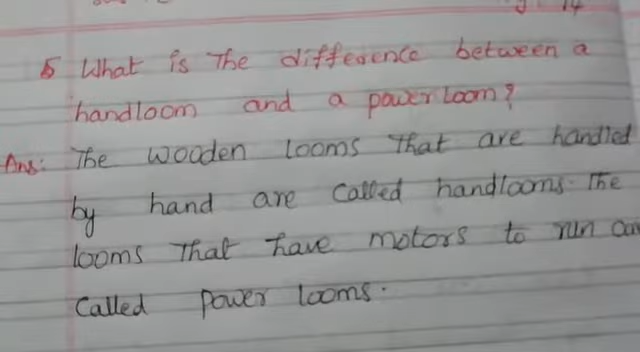 5 What is The difference between a
handloom and a power loom?
Ans: The wooden looms That are handled
by hand are called handlooms. The
looms That have motors to run
called power looms.